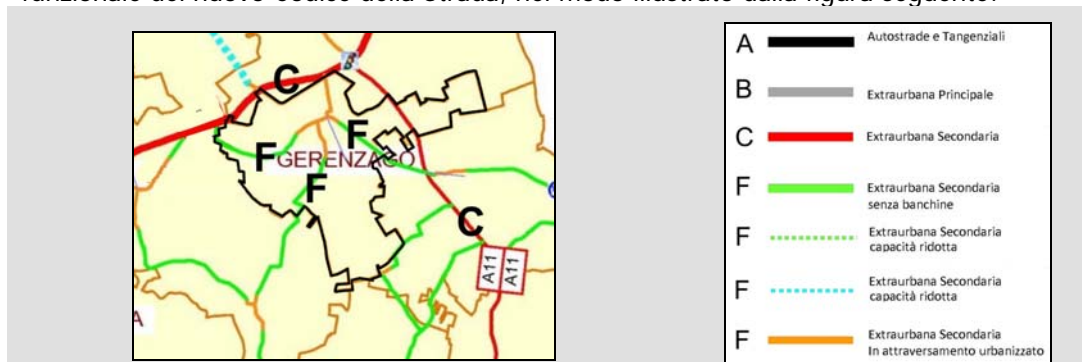 funzionale del Nuovo Codice della Strada, nel modo illustrato dalla figura seguente:
C
F
F
GERENZAGO
F
C
A11 A11
A
A Autostrade e Tangenziali
B Extraurbana Principale
C Extraurbana Secondaria
F Extraurbana Secondaria
senza banchine
F Extraurbana Secondaria
capacità ridotta
F Extraurbana Secondaria
capacità ridotta
F Extraurbana Secondaria
In attraversamento urbanizzato